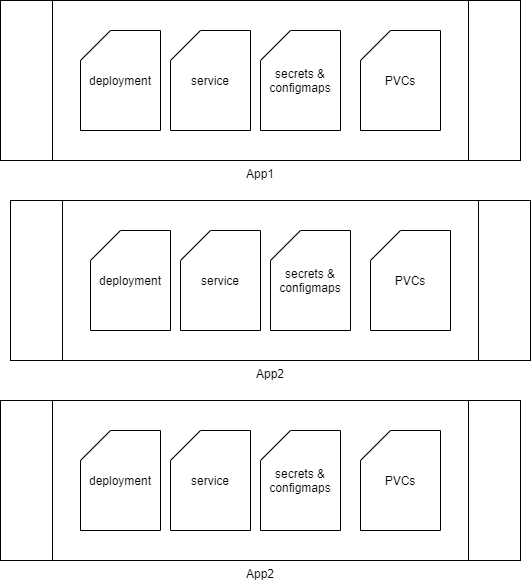 deployment
service
secrets &
configmaps
PVCs
App1
deployment
service
secrets &
configmaps
PVCs
App2
deployment
service
secrets &
configmaps
PVCs
App2